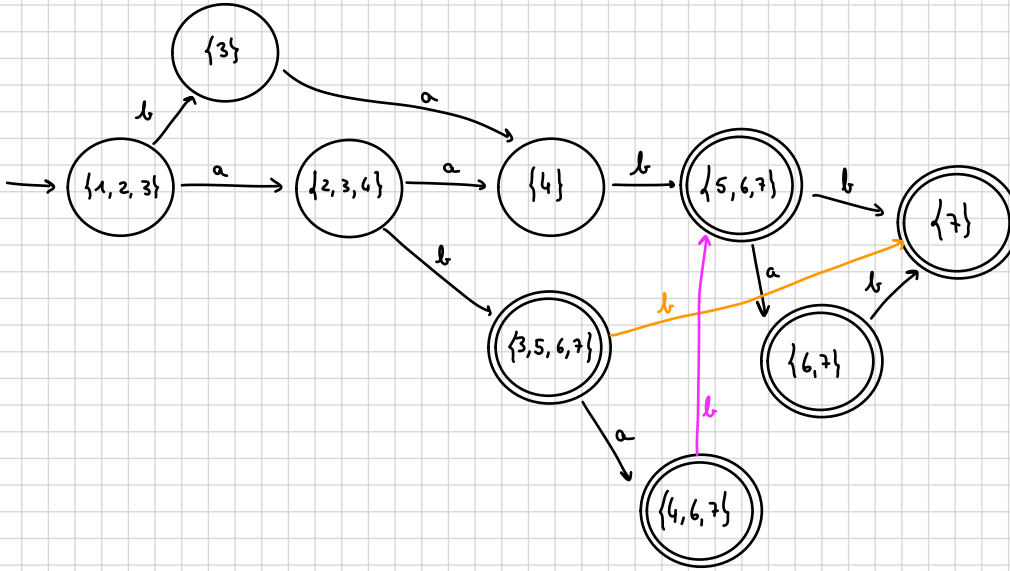 {3}
a
b
{1, 2, 3}
a
{2, 3, 4}
a
{4}
b
{5, 6, 7}
b
{7}
b
a
b
b
{3, 5, 6, 7}
{6, 7}
a
b
{4, 6, 7}